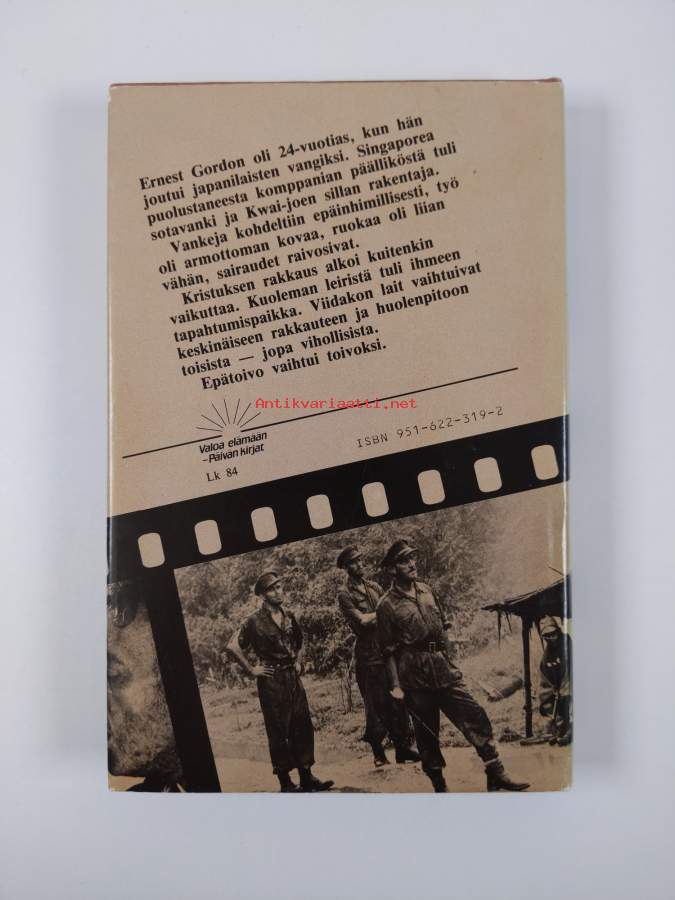 Ernest Gordon oli 24-vuotias, kun hän
joutui japanilaisten vangiksi. Singaporea
puolustaneesta komppanian päälliköstä tuli
sotavanki ja Kwai-joen sillan rakentaja.
Vankeja kohdeltiin epäinhimillisesti, työ
oli armottoman kovaa, ruokaa oli liian
vähän, sairaudet raivosivat.
Kristuksen rakkaus alkoi kuitenkin
vaikuttaa. Kuoleman leiristä tuli ihmeen
tapahtumispaikka. Viidakon lait vaihtuivat
keskinäiseen rakkauteen ja huolenpitoon
toisista — jopa vihollisista.
Epätoivo vaihtui toivoksi.
Antikvariaatti.net
Valoa elämään
–Päivän kirjat
Lk 84
ISBN 951-622-319-2